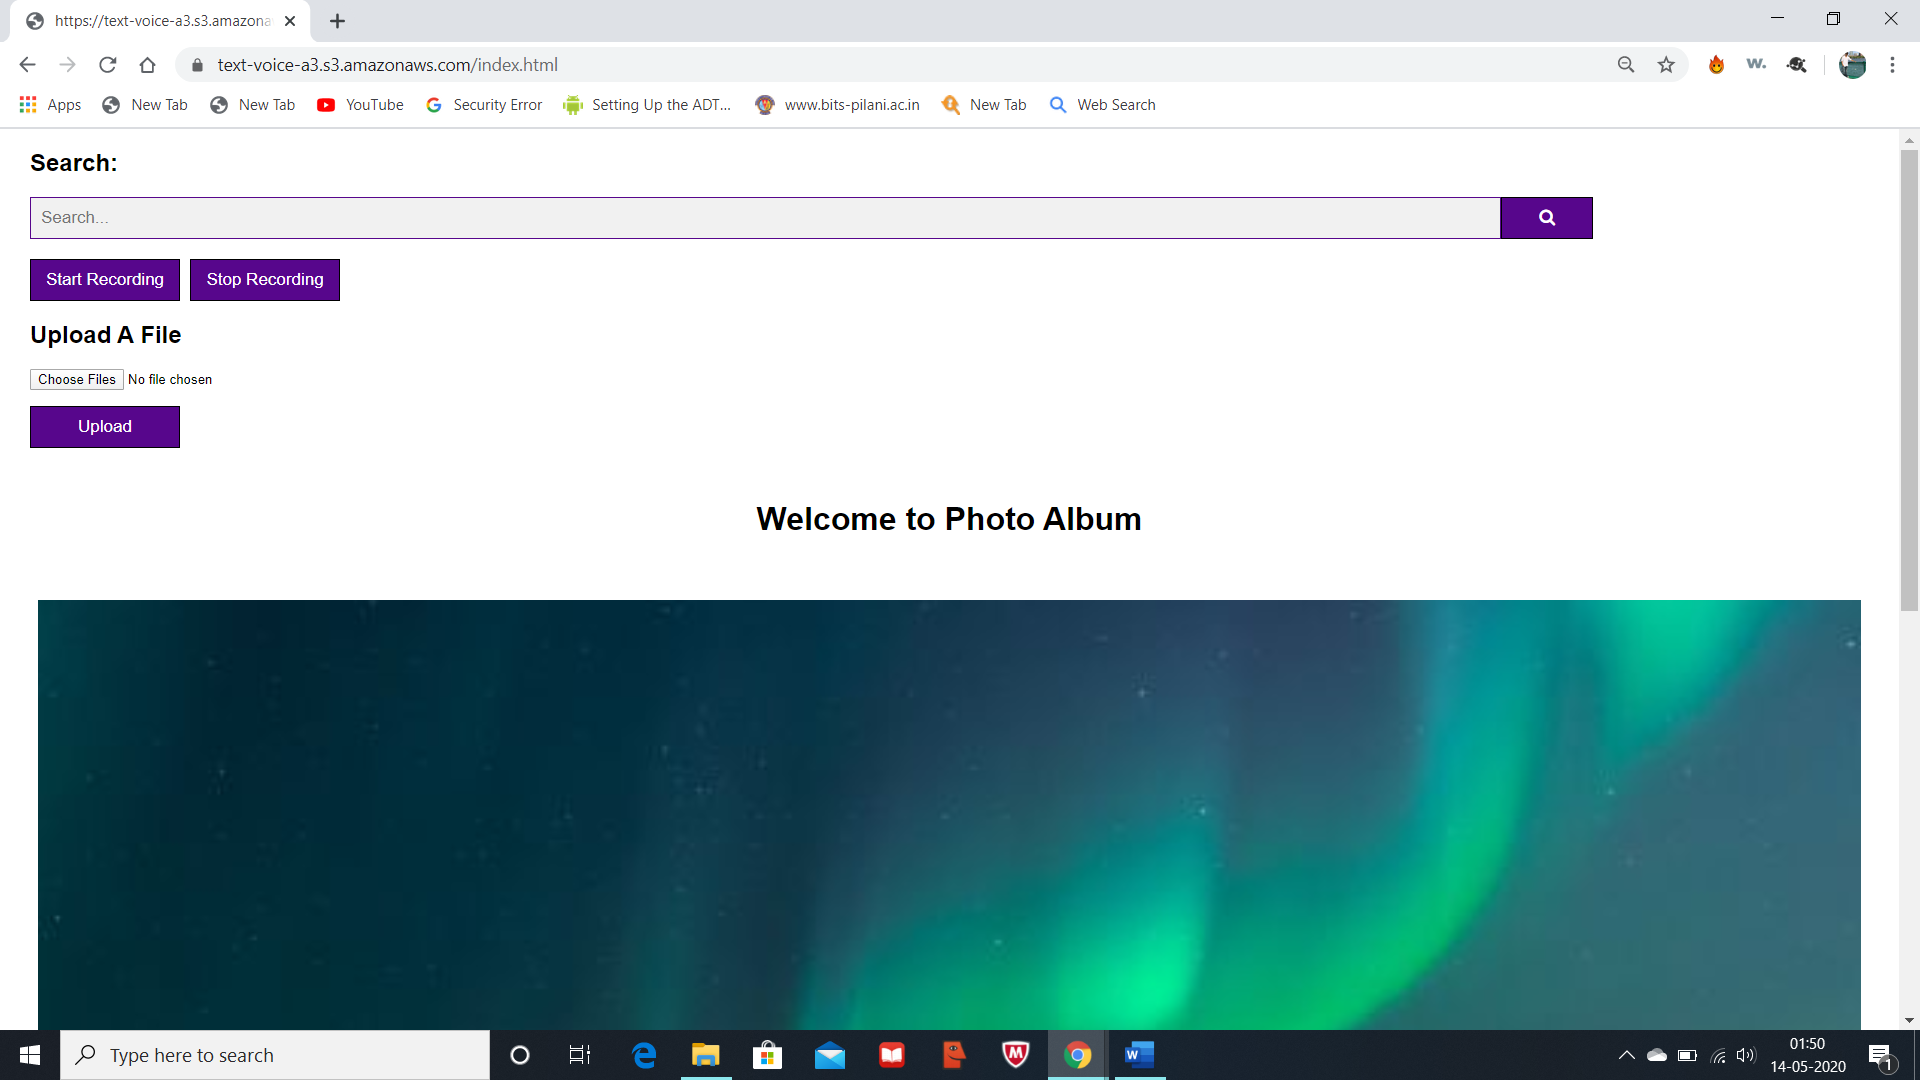 https://text-voice-a3.s3.amazona
text-voice-a3.s3.amazonaws.com/index.html
W.
Apps New Tab New Tab YouTube Security Error Setting Up the ADT... www.bits-pilani.ac.in New Tab Web Search
Search:
Search...
Start Recording Stop Recording
Upload A File
Choose Files No file chosen
Upload
Welcome to Photo Album
Type here to search
01:50
14-05-2020
1